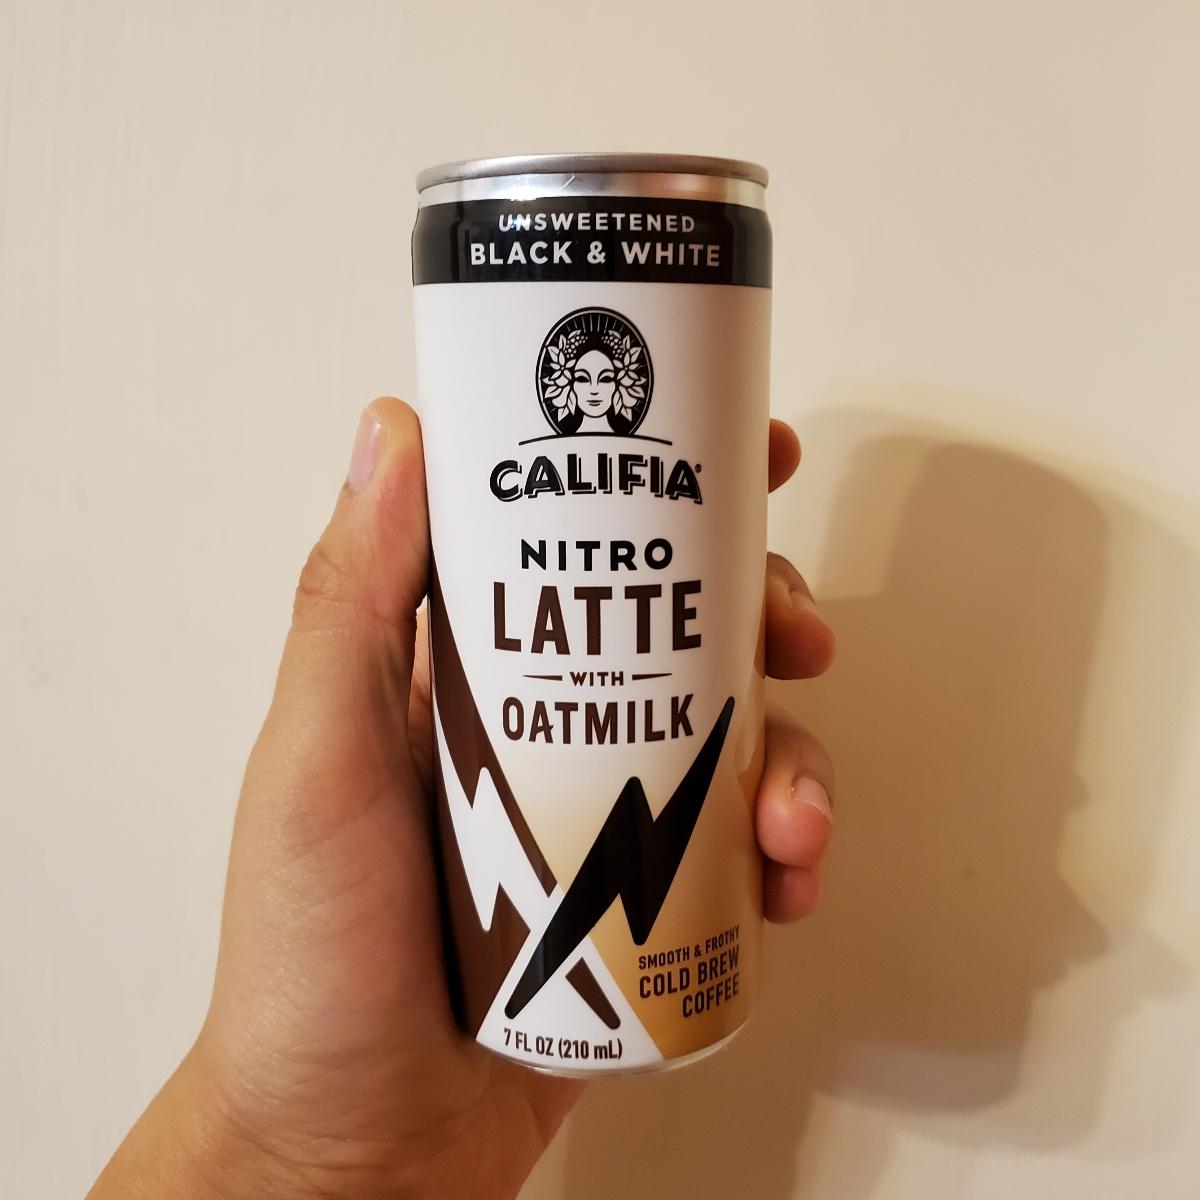 UNSWEETENED
BLACK & WHITE
CALIFIA®
NITRO
LATTE
WITH
OATMILK
SMOOTH & FROTHY
COLD BREW
COFFEE
7 FL OZ (210 mL)